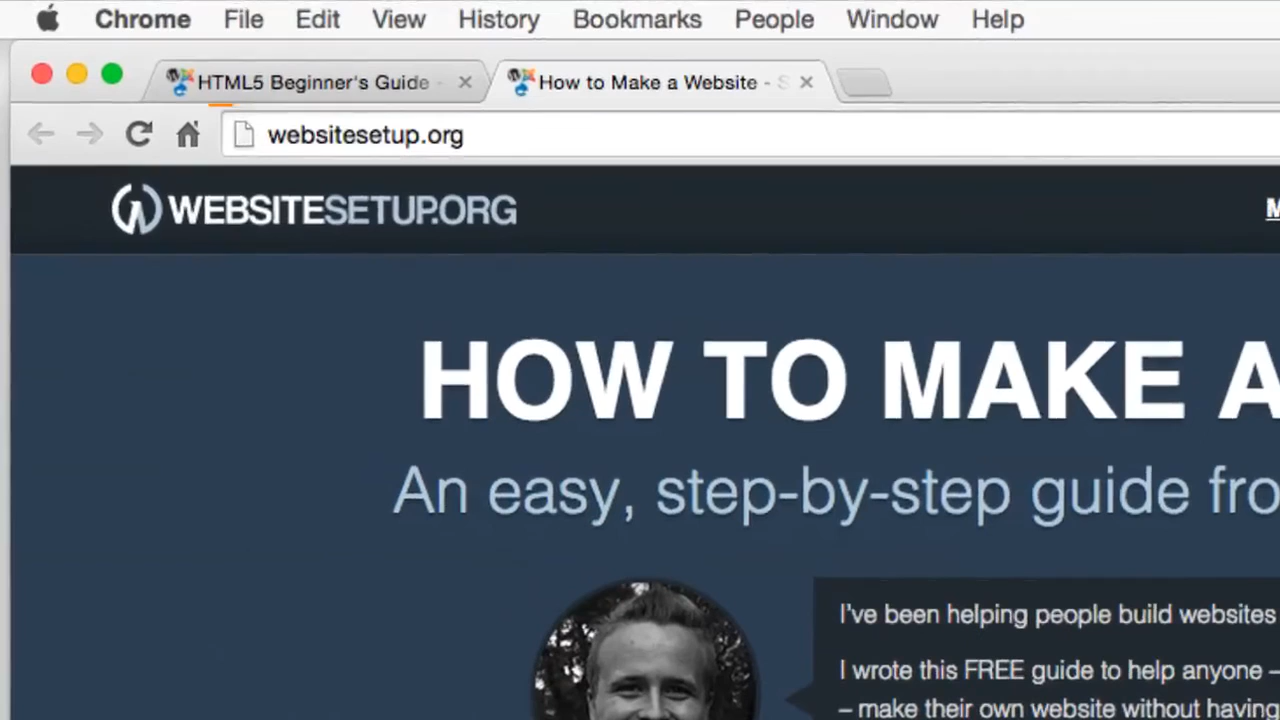 Chrome File Edit View History Bookmarks People Window Help
HTML5 Beginner's Guide - How to Make a Website - S
websitesetup.org
WEBSITESETUP.ORG M
HOW TO MAKE A
An easy, step-by-step guide fro
I've been helping people build websites
I wrote this FREE guide to help anyone –
– make their own website without having